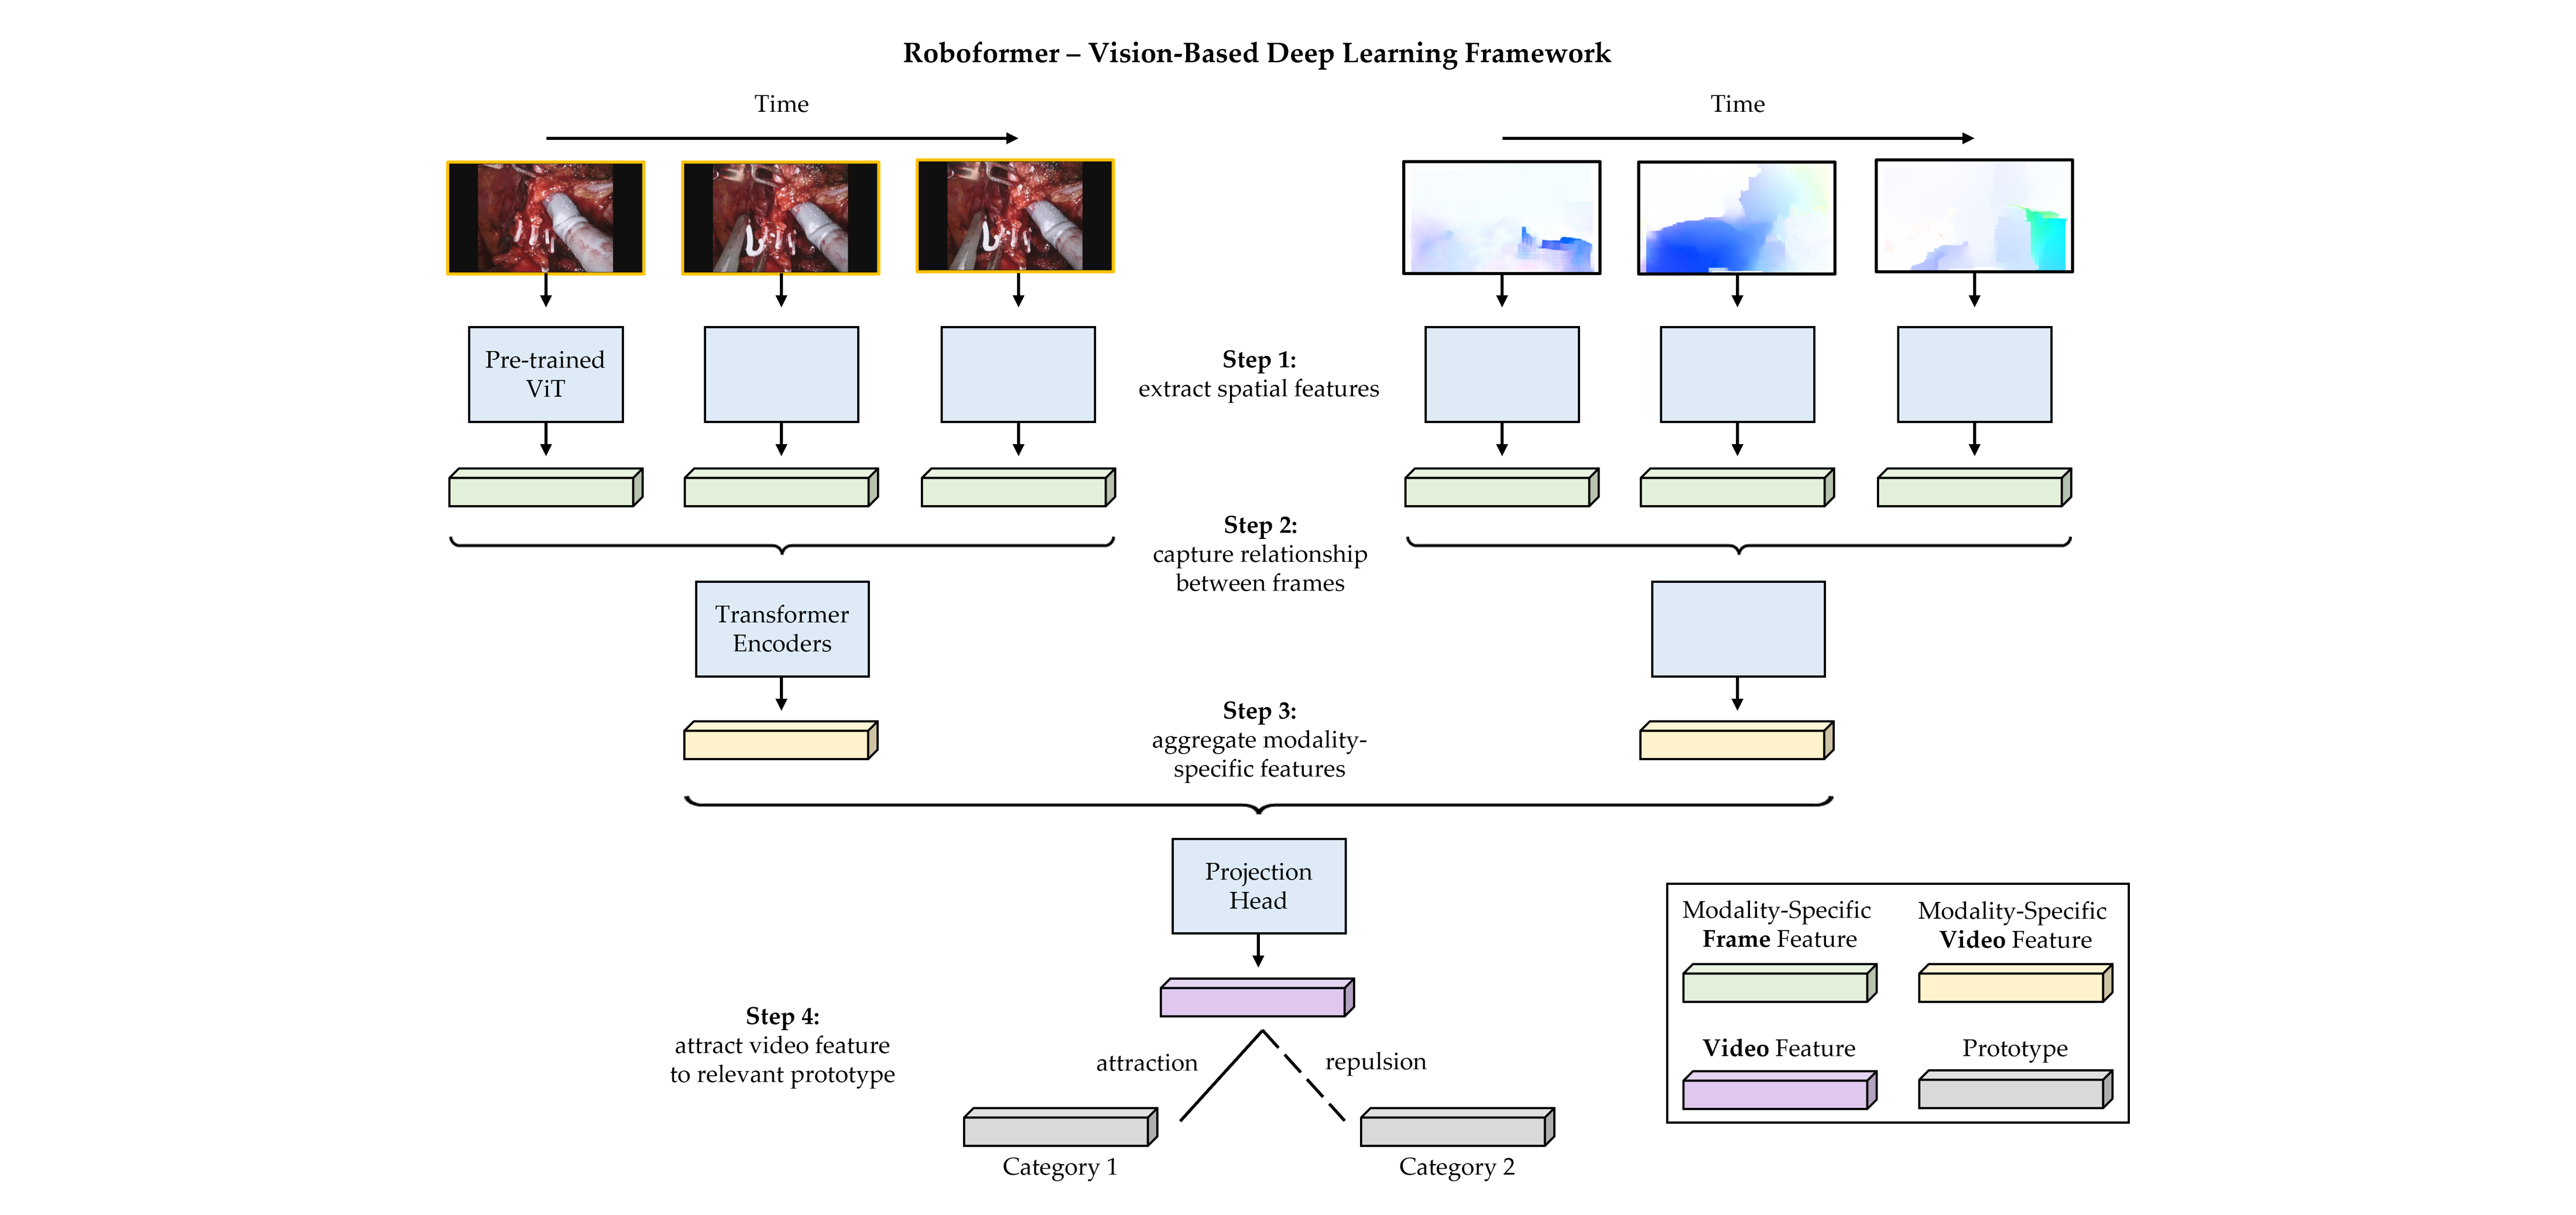 Roboformer – Vision-Based Deep Learning Framework
Time
Time
Pre-trained
ViT
Step 1:
extract spatial features
Step 2:
capture relationship
between frames
Transformer
Encoders
Step 3:
aggregate modality-
specific features
Projection
Head
Step 4:
attract video feature
to relevant prototype
attraction
repulsion
Category 1
Category 2
Modality-Specific
Frame Feature
Modality-Specific
Video Feature
Video Feature
Prototype